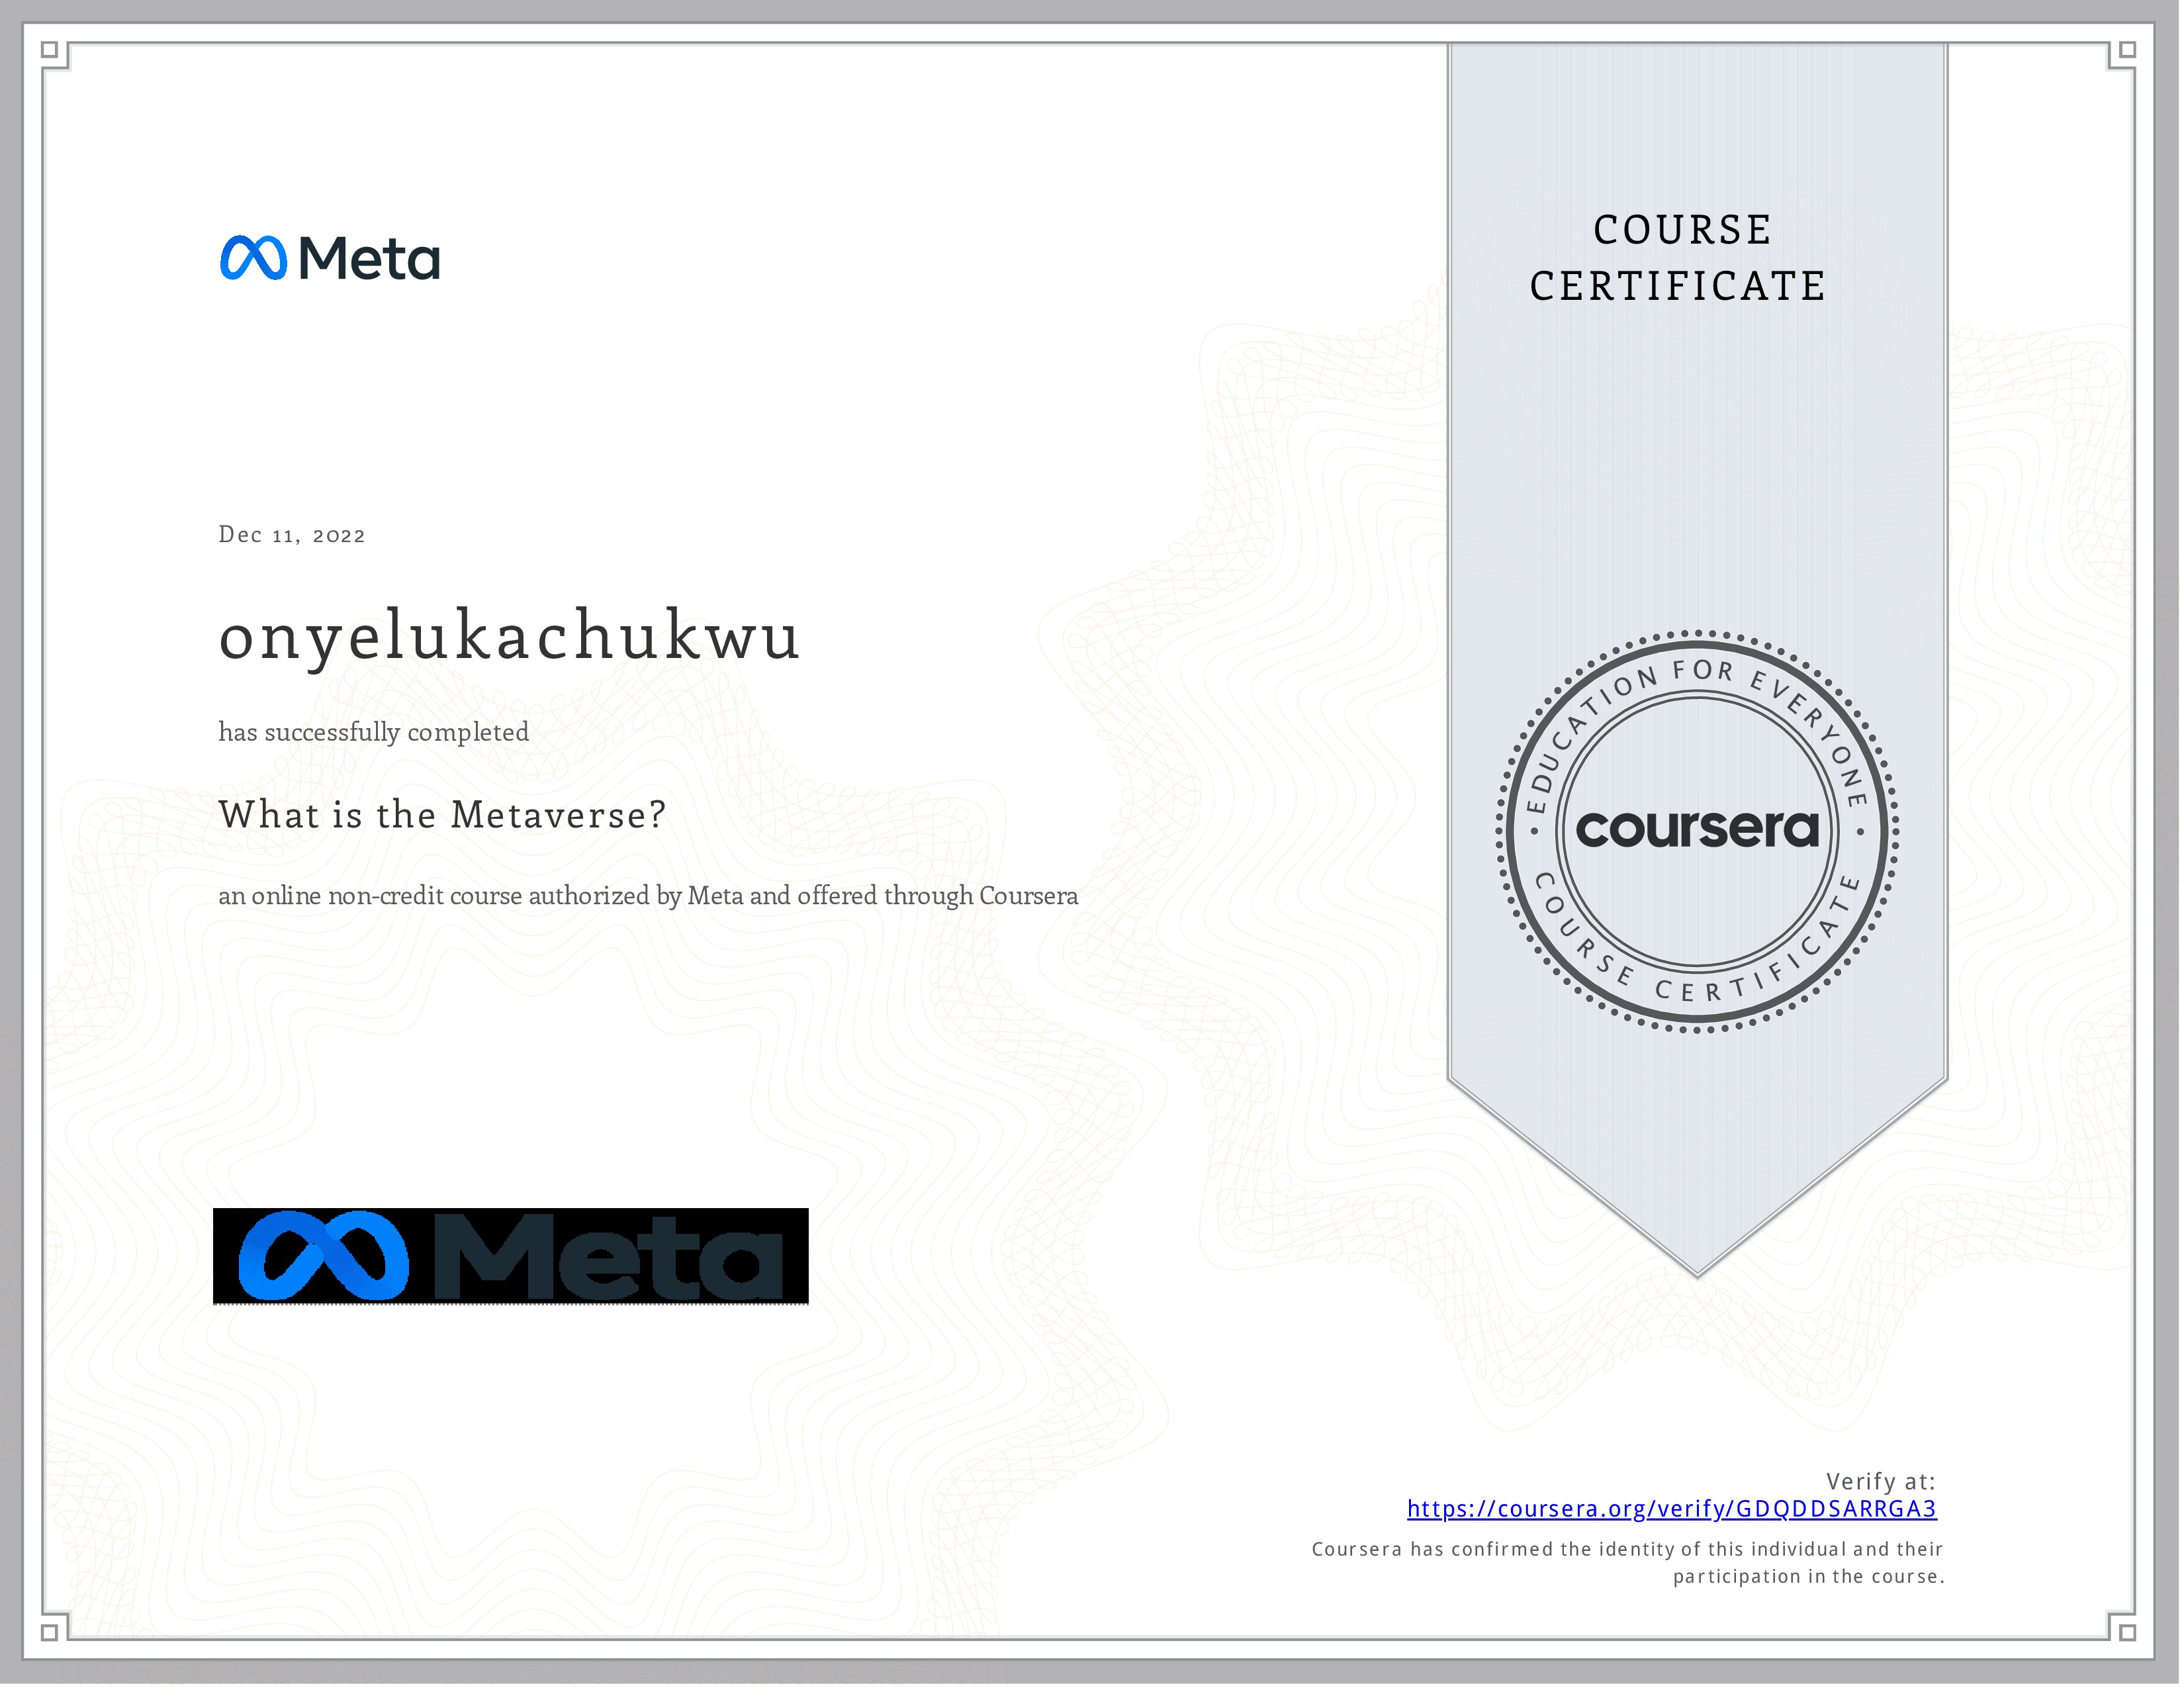 Meta
COURSE
CERTIFICATE
Dec 11, 2022
onyelukachukwu
has successfully completed
What is the Metaverse?
an online non-credit course authorized by Meta and offered through Coursera
EDUCATION FOR EVERYONE
coursera
COURSE CERTIFICATE
Meta
Verify at:
https://coursera.org/verify/GDQDDSARRGA3
Coursera has confirmed the identity of this individual and their
participation in the course.